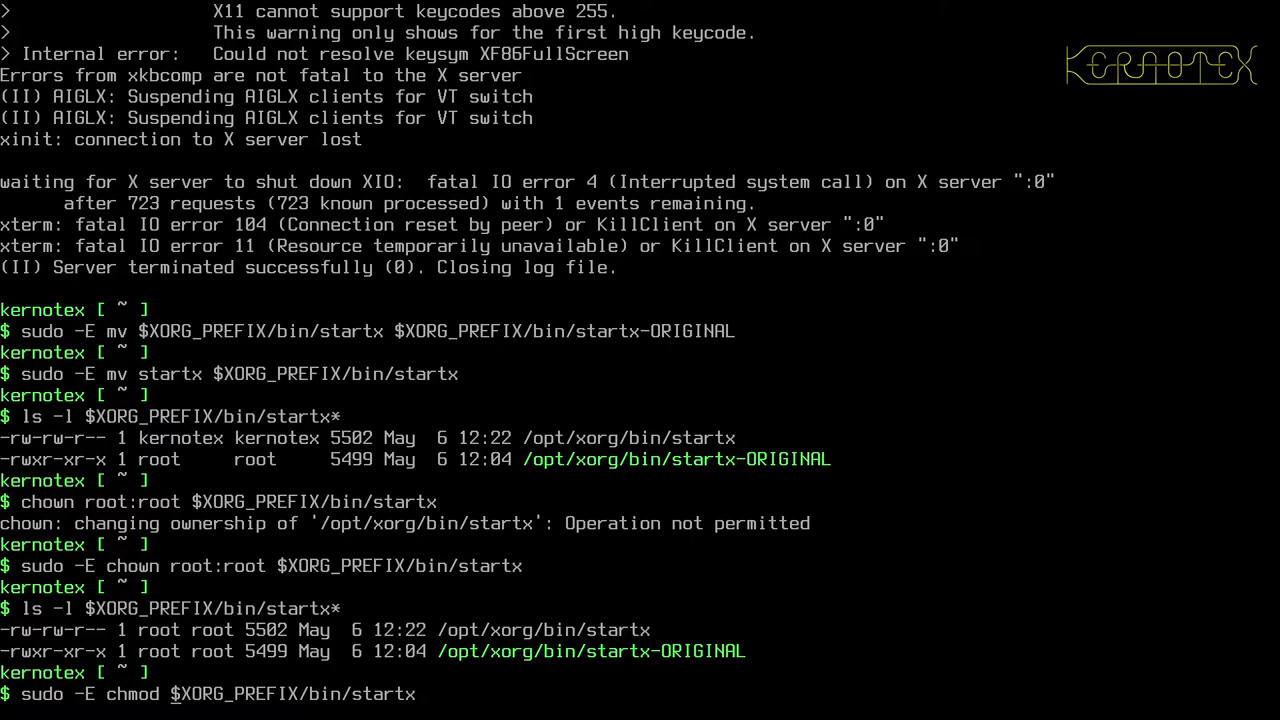 >                   X11 cannot support keycodes above 255.
>                   This warning only shows for the first high keycode.
> Internal error:   Could not resolve keysym XF86FullScreen
Errors from xkbcomp are not fatal to the X server
(II) AIGLX: Suspending AIGLX clients for VT switch
(II) AIGLX: Suspending AIGLX clients for VT switch
xinit: connection to X server lost
waiting for X server to shut down XIO:  fatal IO error 4 (Interrupted system call) on X server ":0"
      after 723 requests (723 known processed) with 1 events remaining.
xterm: fatal IO error 104 (Connection reset by peer) or KillClient on X server ":0"
xterm: fatal IO error 11 (Resource temporarily unavailable) or KillClient on X server ":0"
(II) Server terminated successfully (0). Closing log file.
kernotex [ ~ ]
$ sudo -E mv $XORG_PREFIX/bin/startx $XORG_PREFIX/bin/startx-ORIGINAL
kernotex [ ~ ]
$ sudo -E mv startx $XORG_PREFIX/bin/startx
kernotex [ ~ ]
$ ls -l $XORG_PREFIX/bin/startx*
-rw-rw-r-- 1 kernotex kernotex 5502 May  6 12:22 /opt/xorg/bin/startx
-rwxr-xr-x 1 root     root     5499 May  6 12:04 /opt/xorg/bin/startx-ORIGINAL
kernotex [ ~ ]
$ chown root:root $XORG_PREFIX/bin/startx
chown: changing ownership of '/opt/xorg/bin/startx': Operation not permitted
kernotex [ ~ ]
$ sudo -E chown root:root $XORG_PREFIX/bin/startx
kernotex [ ~ ]
$ ls -l $XORG_PREFIX/bin/startx*
-rw-rw-r-- 1 root root 5502 May  6 12:22 /opt/xorg/bin/startx
-rwxr-xr-x 1 root root 5499 May  6 12:04 /opt/xorg/bin/startx-ORIGINAL
kernotex [ ~ ]
$ sudo -E chmod $XORG_PREFIX/bin/startx
KERNOTEX